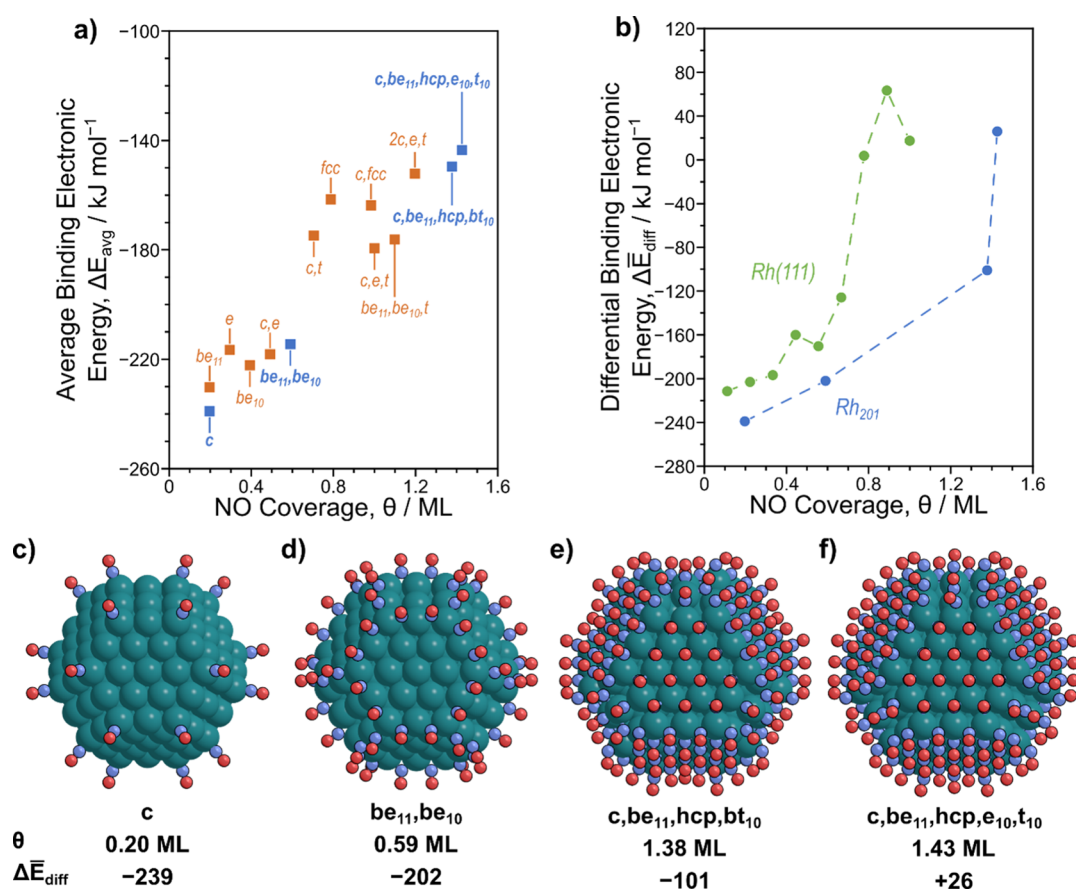 a)
Average Binding Electronic
Energy, ΔE_avg / kJ mol⁻¹
−100
−140
−180
−220
−260
0
0.4
0.8
1.2
1.6
NO Coverage, θ / ML
c,be₁₁,hcp,e₁₀,t₁₀
2c,e,t
fcc
c,fcc
c,be₁₁,hcp,bt₁₀
c,t
c,e,t
be₁₁,be₁₀,t
e
c,e
be₁₁
be₁₀
be₁₁,be₁₀
c
b)
Differential Binding Electronic
Energy, ΔE̅_diff / kJ mol⁻¹
120
80
40
0
−40
−80
−120
−160
−200
−240
−280
0
0.4
0.8
1.2
1.6
NO Coverage, θ / ML
Rh(111)
Rh₂₀₁
c)
d)
e)
f)
c
be₁₁,be₁₀
c,be₁₁,hcp,bt₁₀
c,be₁₁,hcp,e₁₀,t₁₀
θ 0.20 ML 0.59 ML 1.38 ML 1.43 ML
ΔE̅_diff −239 −202 −101 +26